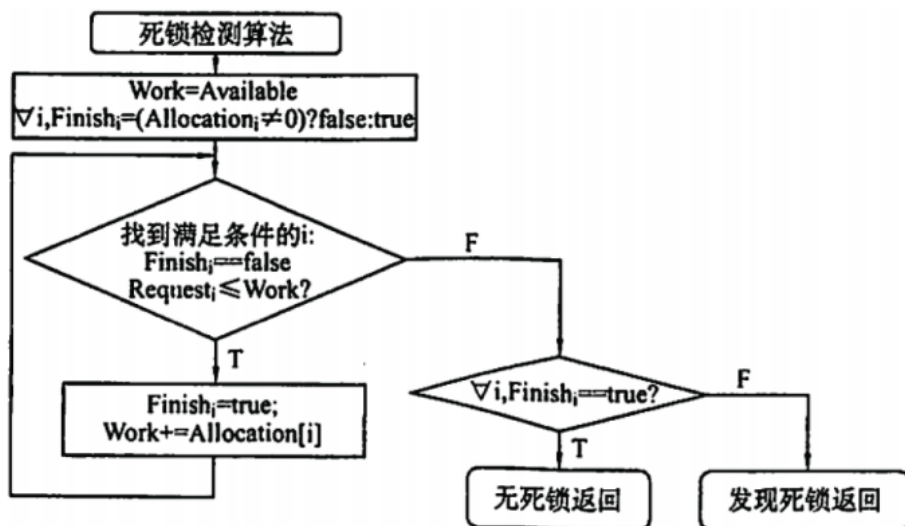 死锁检测算法
Work=Available
∀i,Finishᵢ=(Allocationᵢ≠0)?false:true
找到满足条件的i:
Finishᵢ==false
Requestᵢ≤Work?
F
T
Finishᵢ=true;
Work+=Allocation[i]
∀i,Finishᵢ==true?
F
T
无死锁返回
发现死锁返回